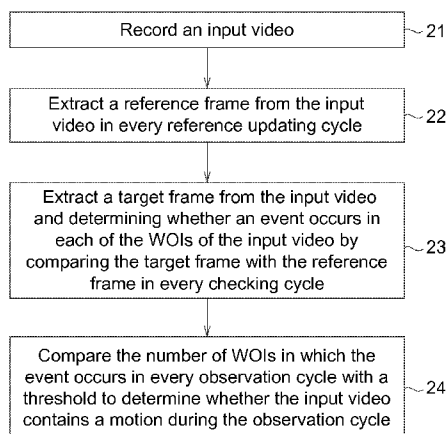 Record an input video
21
Extract a reference frame from the input
video in every reference updating cycle
22
Extract a target frame from the input video
and determining whether an event occurs in
each of the WOIs of the input video by
comparing the target frame with the reference
frame in every checking cycle
23
Compare the number of WOIs in which the
event occurs in every observation cycle with a
threshold to determine whether the input video
contains a motion during the observation cycle
24